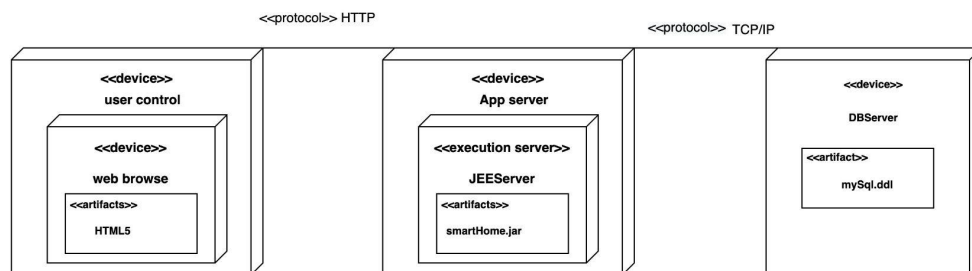 <<protocol>> HTTP
<<protocol>> TCP/IP
<<device>>
user control
<<device>>
web browse
<<artifacts>>
HTML5
<<device>>
App server
<<execution server>>
JEEServer
<<artifacts>>
smartHome.jar
<<device>>
DBServer
<<artifact>>
mySql.ddl